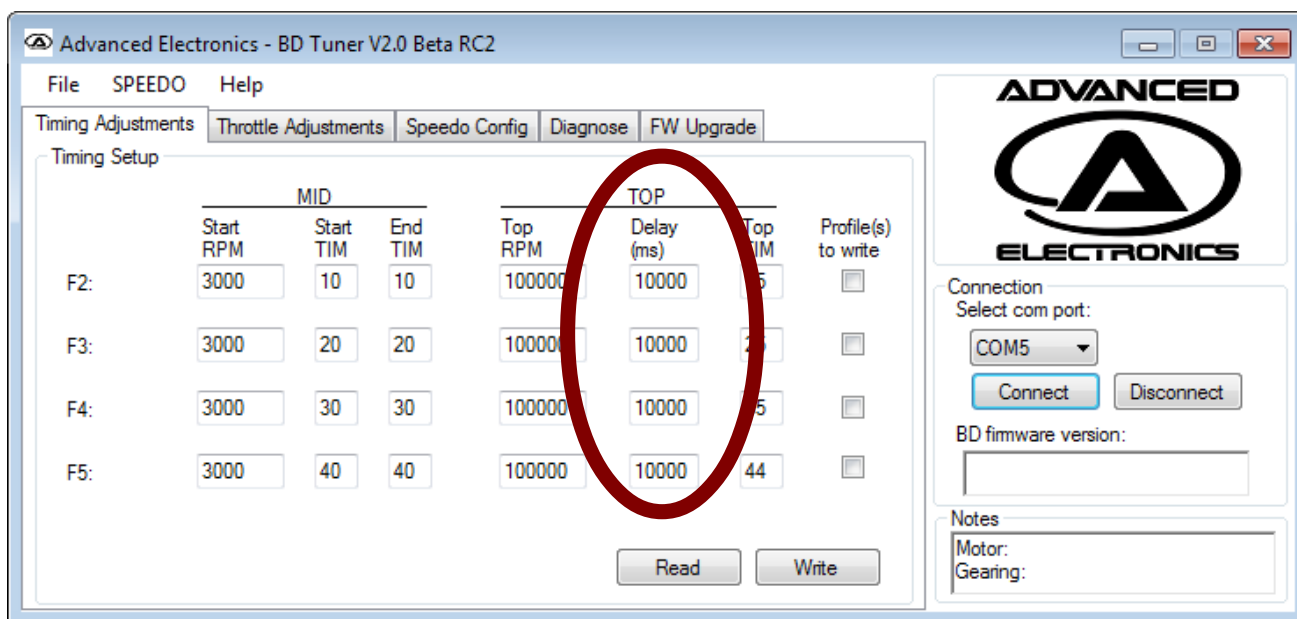 Advanced Electronics - BD Tuner V2.0 Beta RC2
File SPEEDO Help
Timing Adjustments Throttle Adjustments Speedo Config Diagnose FW Upgrade
Timing Setup
MID TOP
Start RPM Start TIM End TIM Top RPM Delay (ms) Top Profile(s) to write
F2: 3000 10 10 100000 10000
F3: 3000 20 20 100000 10000
F4: 3000 30 30 100000 10000
F5: 3000 40 40 100000 10000 44
Read Write
ADVANCED
A
ELECTRONICS
Connection
Select com port:
COM5
Connect Disconnect
BD firmware version:
Notes
Motor:
Gearing: